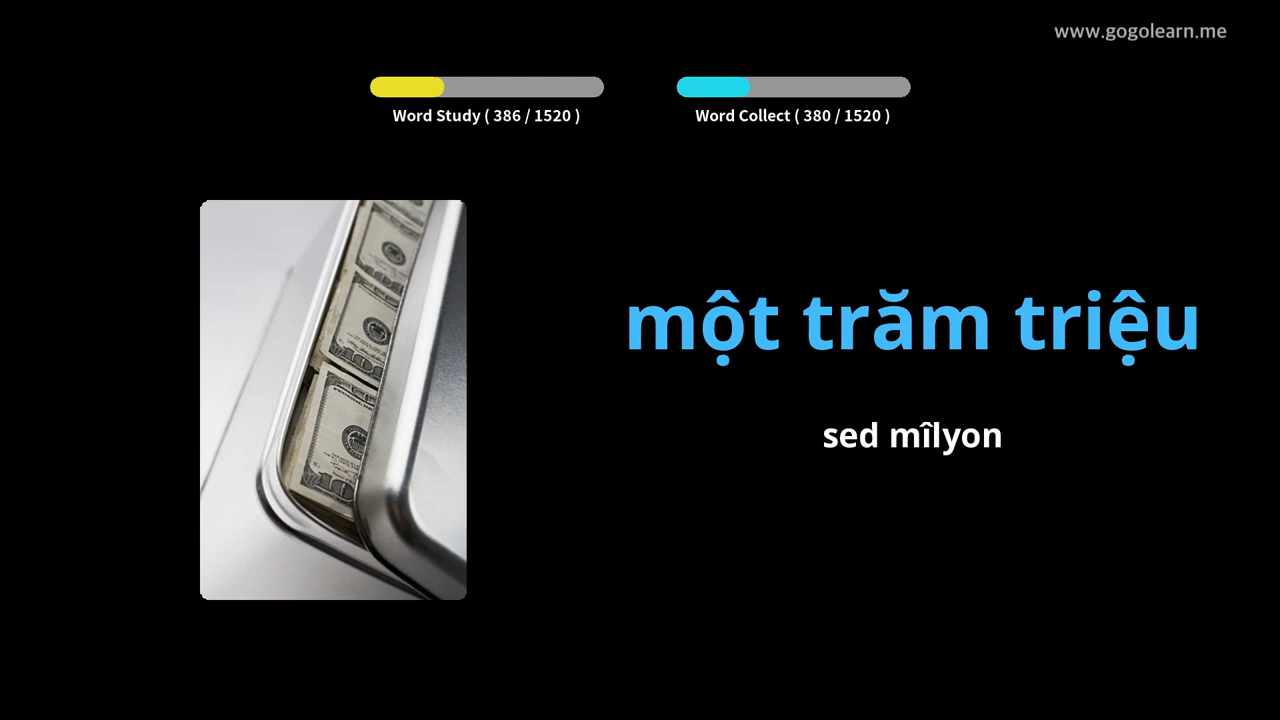 www.gogolearn.me
Word Study ( 386 / 1520 )
Word Collect ( 380 / 1520 )
một trăm triệu
sed mîlyon